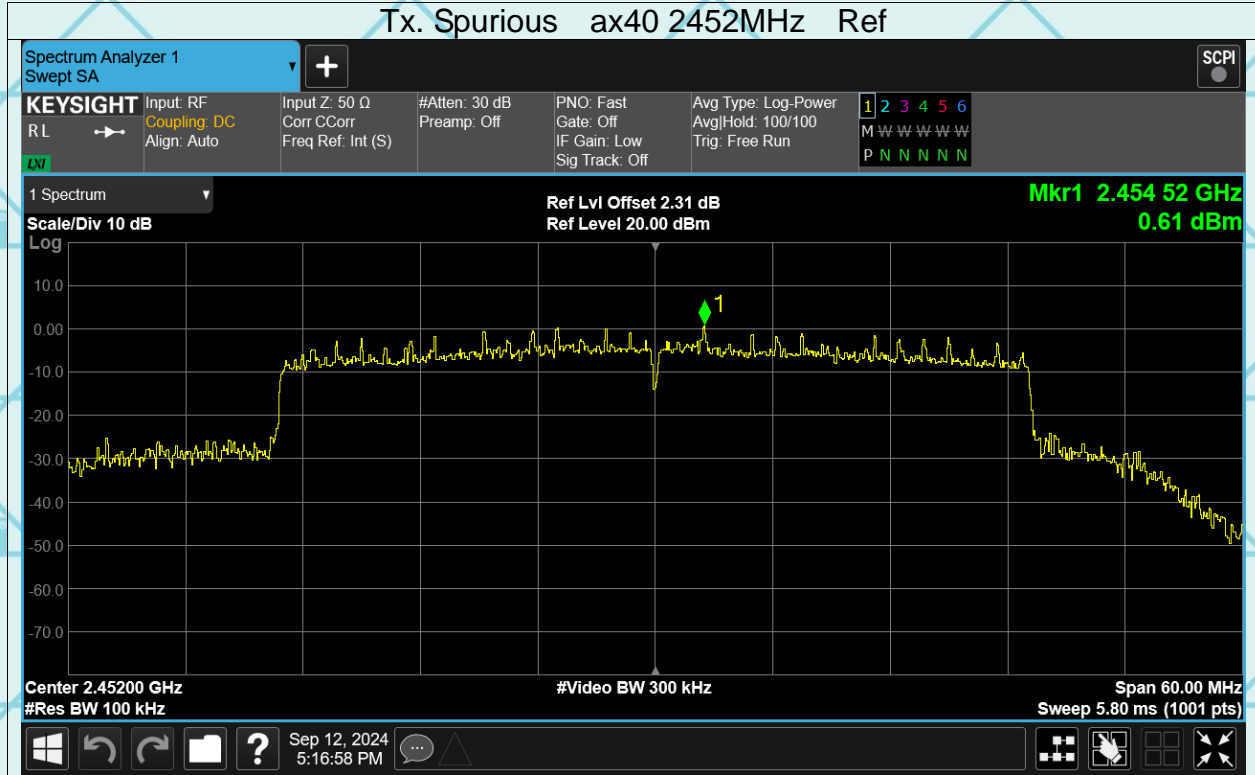 Tx. Spurious ax40 2452MHz Ref
Spectrum Analyzer 1
Swept SA
+
SCPI
KEYSIGHT
R L
LXI
Input: RF
Coupling: DC
Align: Auto
Input Z: 50 Ω
Corr CCorr
Freq Ref: Int (S)
#Atten: 30 dB
Preamp: Off
PNO: Fast
Gate: Off
IF Gain: Low
Sig Track: Off
Avg Type: Log-Power
Avg|Hold: 100/100
Trig: Free Run
1 2 3 4 5 6
M W W W W W
P N N N N N
1 Spectrum
Scale/Div 10 dB
Ref Lvl Offset 2.31 dB
Ref Level 20.00 dBm
Mkr1 2.454 52 GHz
0.61 dBm
Log
10.0
0.00
-10.0
-20.0
-30.0
-40.0
-50.0
-60.0
-70.0
1
Center 2.45200 GHz
#Res BW 100 kHz
#Video BW 300 kHz
Span 60.00 MHz
Sweep 5.80 ms (1001 pts)
?
Sep 12, 2024
5:16:58 PM